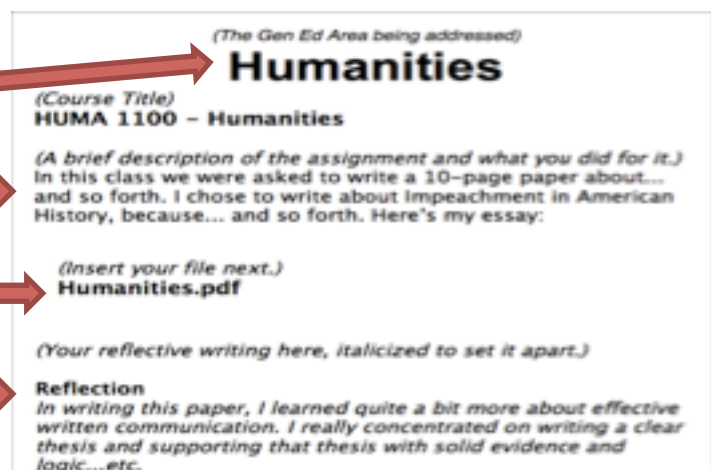 (The Gen Ed Area being addressed)
Humanities
(Course Title)
HUMA 1100 – Humanities
(A brief description of the assignment and what you did for it.)
In this class we were asked to write a 10–page paper about...
and so forth. I chose to write about Impeachment in American
History, because... and so forth. Here's my essay:
(Insert your file next.)
Humanities.pdf
(Your reflective writing here, italicized to set it apart.)
Reflection
In writing this paper, I learned quite a bit more about effective
written communication. I really concentrated on writing a clear
thesis and supporting that thesis with solid evidence and
logic...etc.